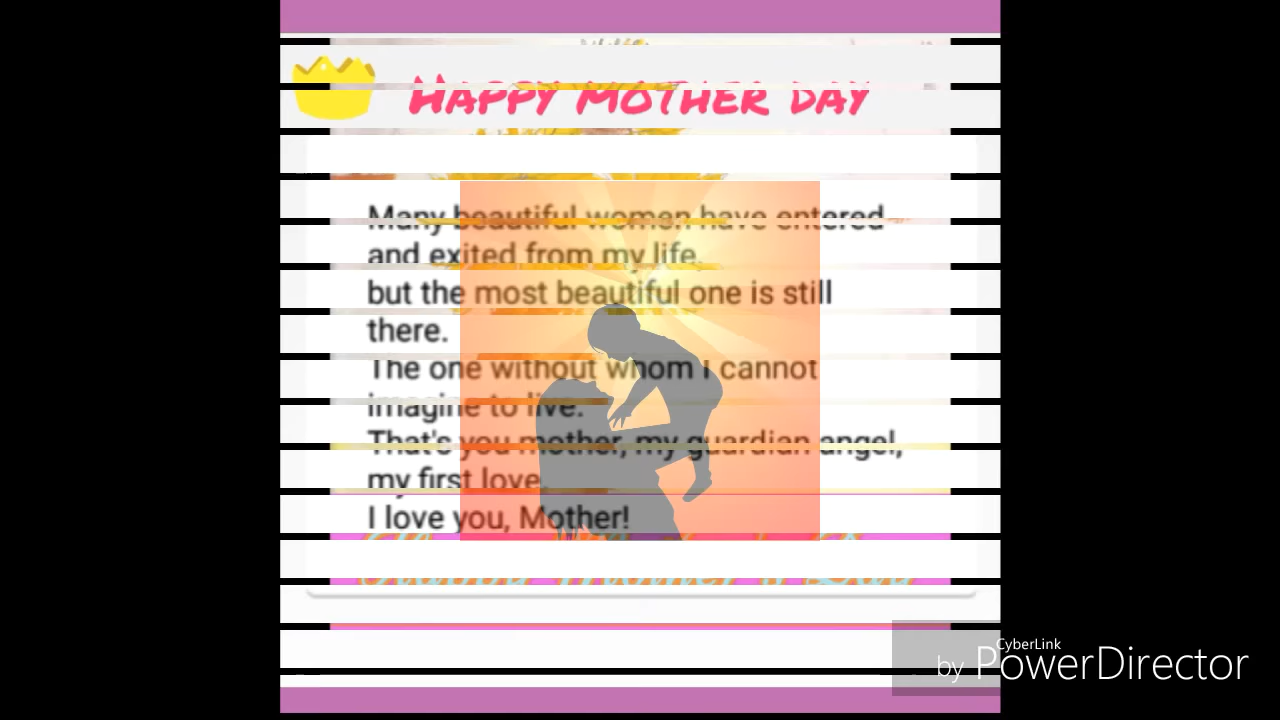 HAPPY MOTHER DAY
Many beautiful women have entered
and exited from my life.
but the most beautiful one is still
there.
The one without whom I cannot
imagine to live.
That's you mother, my guardian angel,
my first love.
I love you, Mother!
CyberLink
by PowerDirector